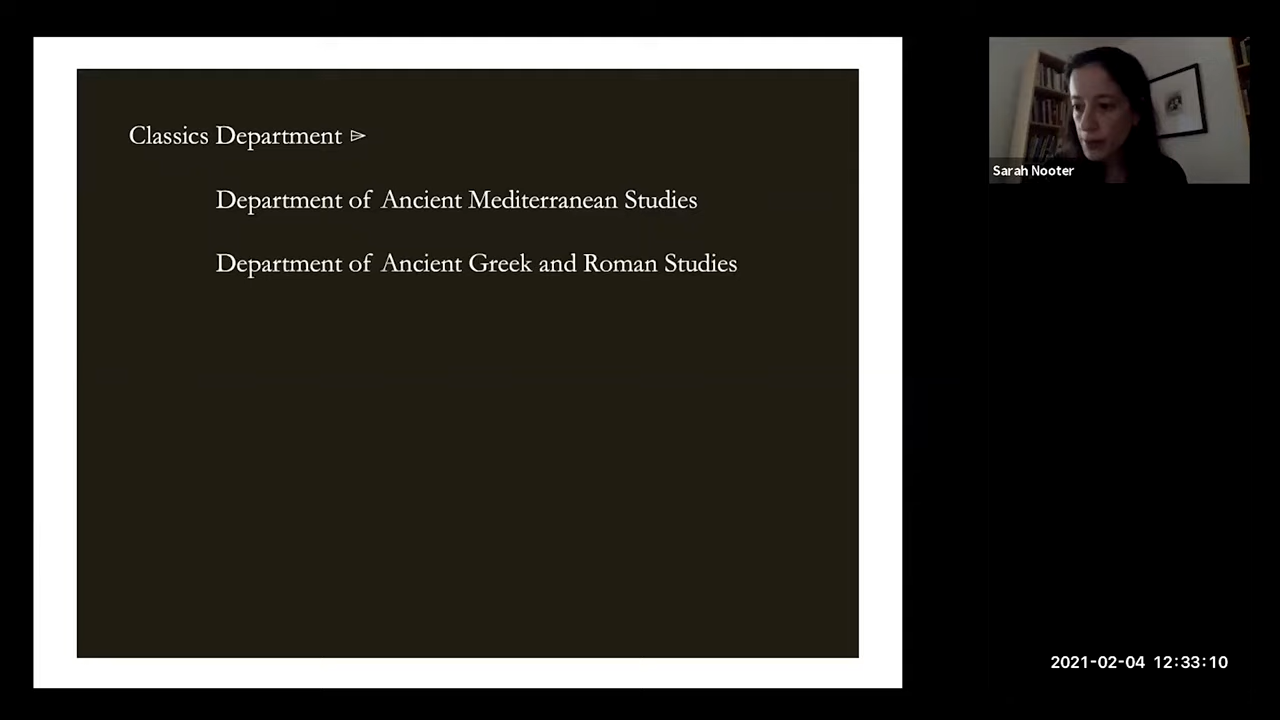 Classics Department ⩥
Department of Ancient Mediterranean Studies
Department of Ancient Greek and Roman Studies
Sarah Nooter
2021-02-04 12:33:10